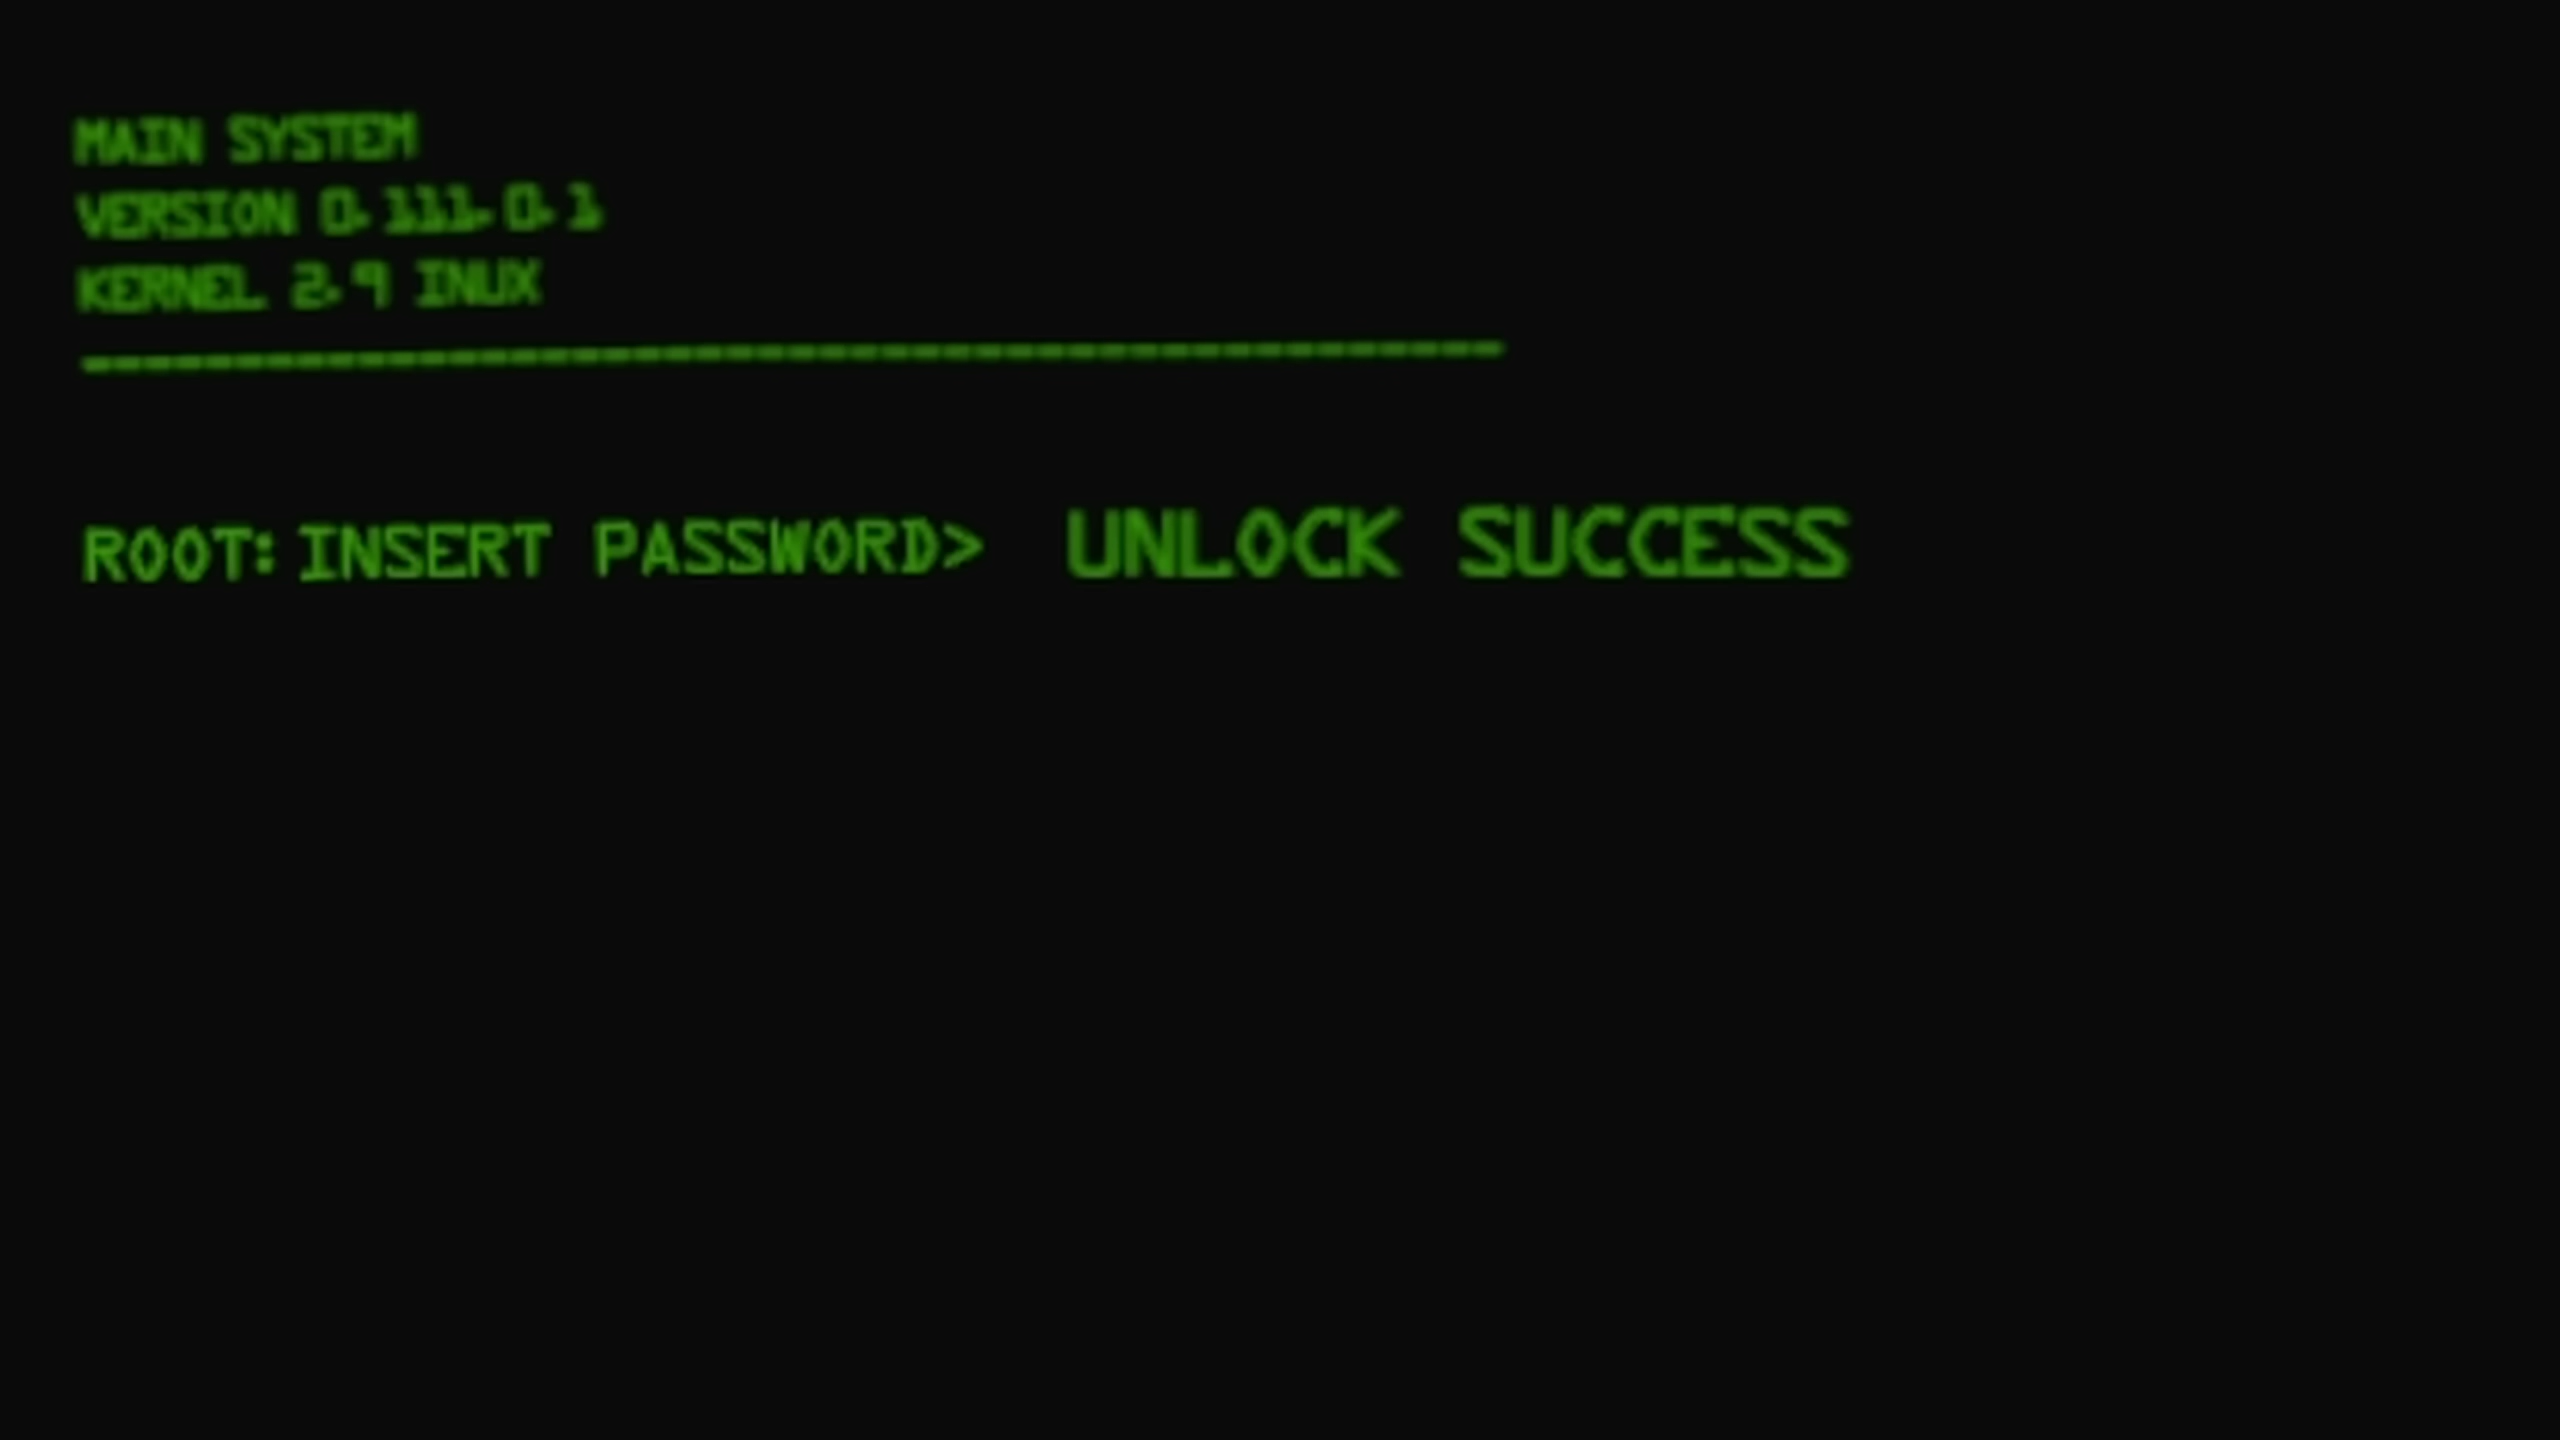 MAIN SYSTEM
VERSION 0.111.0.1
KERNEL 2.9 INUX
----------------------------------------------
ROOT: INSERT PASSWORD> UNLOCK SUCCESS